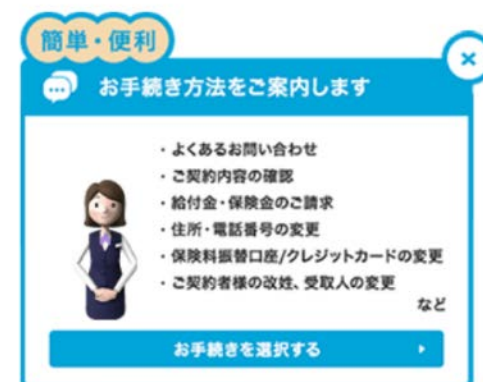 簡単・便利
お手続き方法をご案内します
・よくあるお問い合わせ
・ご契約内容の確認
・給付金・保険金のご請求
・住所・電話番号の変更
・保険料振替口座/クレジットカードの変更
・ご契約者様の改姓、受取人の変更
など
お手続きを選択する